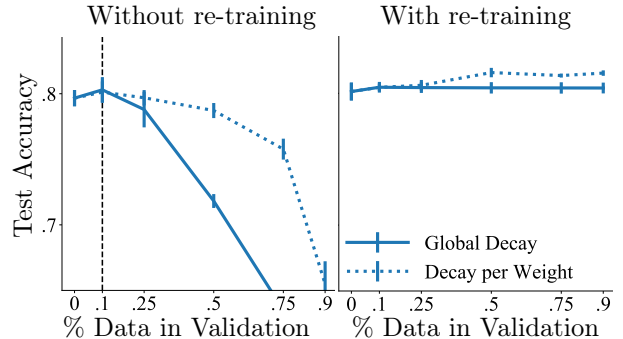 Without re-training
With re-training
Test Accuracy
.8
.7
Global Decay
Decay per Weight
0 .1 .25 .5 .75 .9
0 .1 .25 .5 .75 .9
% Data in Validation
% Data in Validation